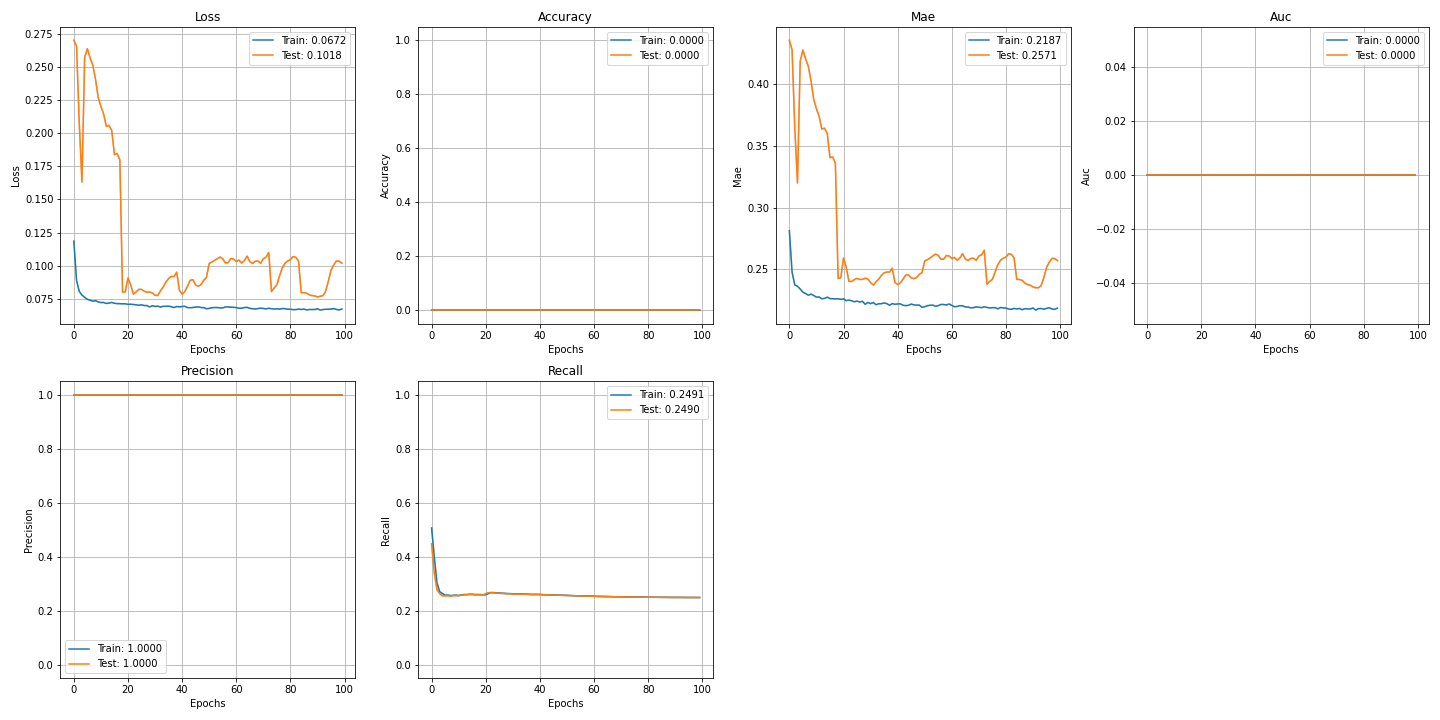 Loss
Train: 0.0672
Test: 0.1018
0.275
0.250
0.225
0.200
0.175
0.150
0.125
0.100
0.075
Loss
0 20 40 60 80 100
Epochs
Accuracy
Train: 0.0000
Test: 0.0000
1.0
0.8
0.6
0.4
0.2
0.0
Accuracy
0 20 40 60 80 100
Epochs
Mae
Train: 0.2187
Test: 0.2571
0.40
0.35
0.30
0.25
Mae
0 20 40 60 80 100
Epochs
Auc
Train: 0.0000
Test: 0.0000
0.04
0.02
0.00
−0.02
−0.04
Auc
0 20 40 60 80 100
Epochs
Precision
1.0
0.8
0.6
0.4
0.2
0.0
Precision
Train: 1.0000
Test: 1.0000
0 20 40 60 80 100
Epochs
Recall
Train: 0.2491
Test: 0.2490
1.0
0.8
0.6
0.4
0.2
0.0
Recall
0 20 40 60 80 100
Epochs